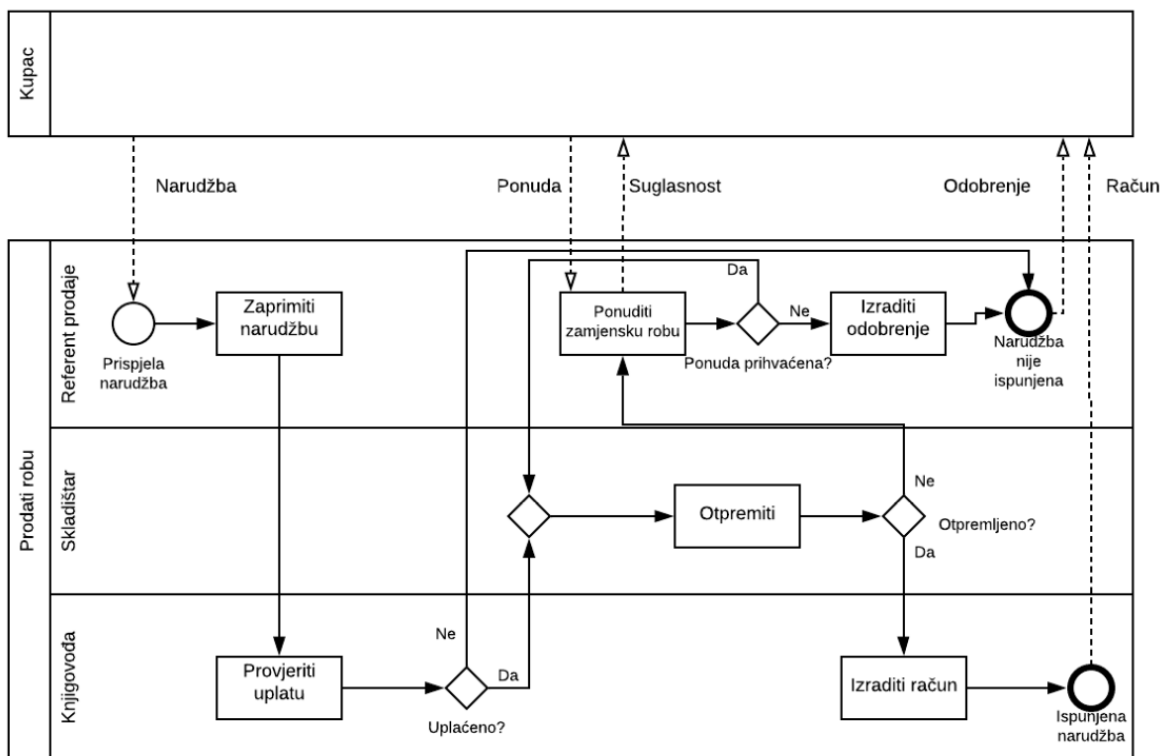 Kupac
Narudžba
Ponuda
Suglasnost
Odobrenje
Račun
Prodati robu
Referent prodaje
Prispjela
narudžba
Zaprimiti
narudžbu
Ponuditi
zamjensku robu
Da
Ne
Ponuda prihvaćena?
Izraditi
odobrenje
Narudžba
nije
ispunjena
Skladištar
Otpremiti
Ne
Otpremljeno?
Da
Knjigovođa
Provjeriti
uplatu
Ne
Da
Uplaćeno?
Izraditi račun
Ispunjena
narudžba